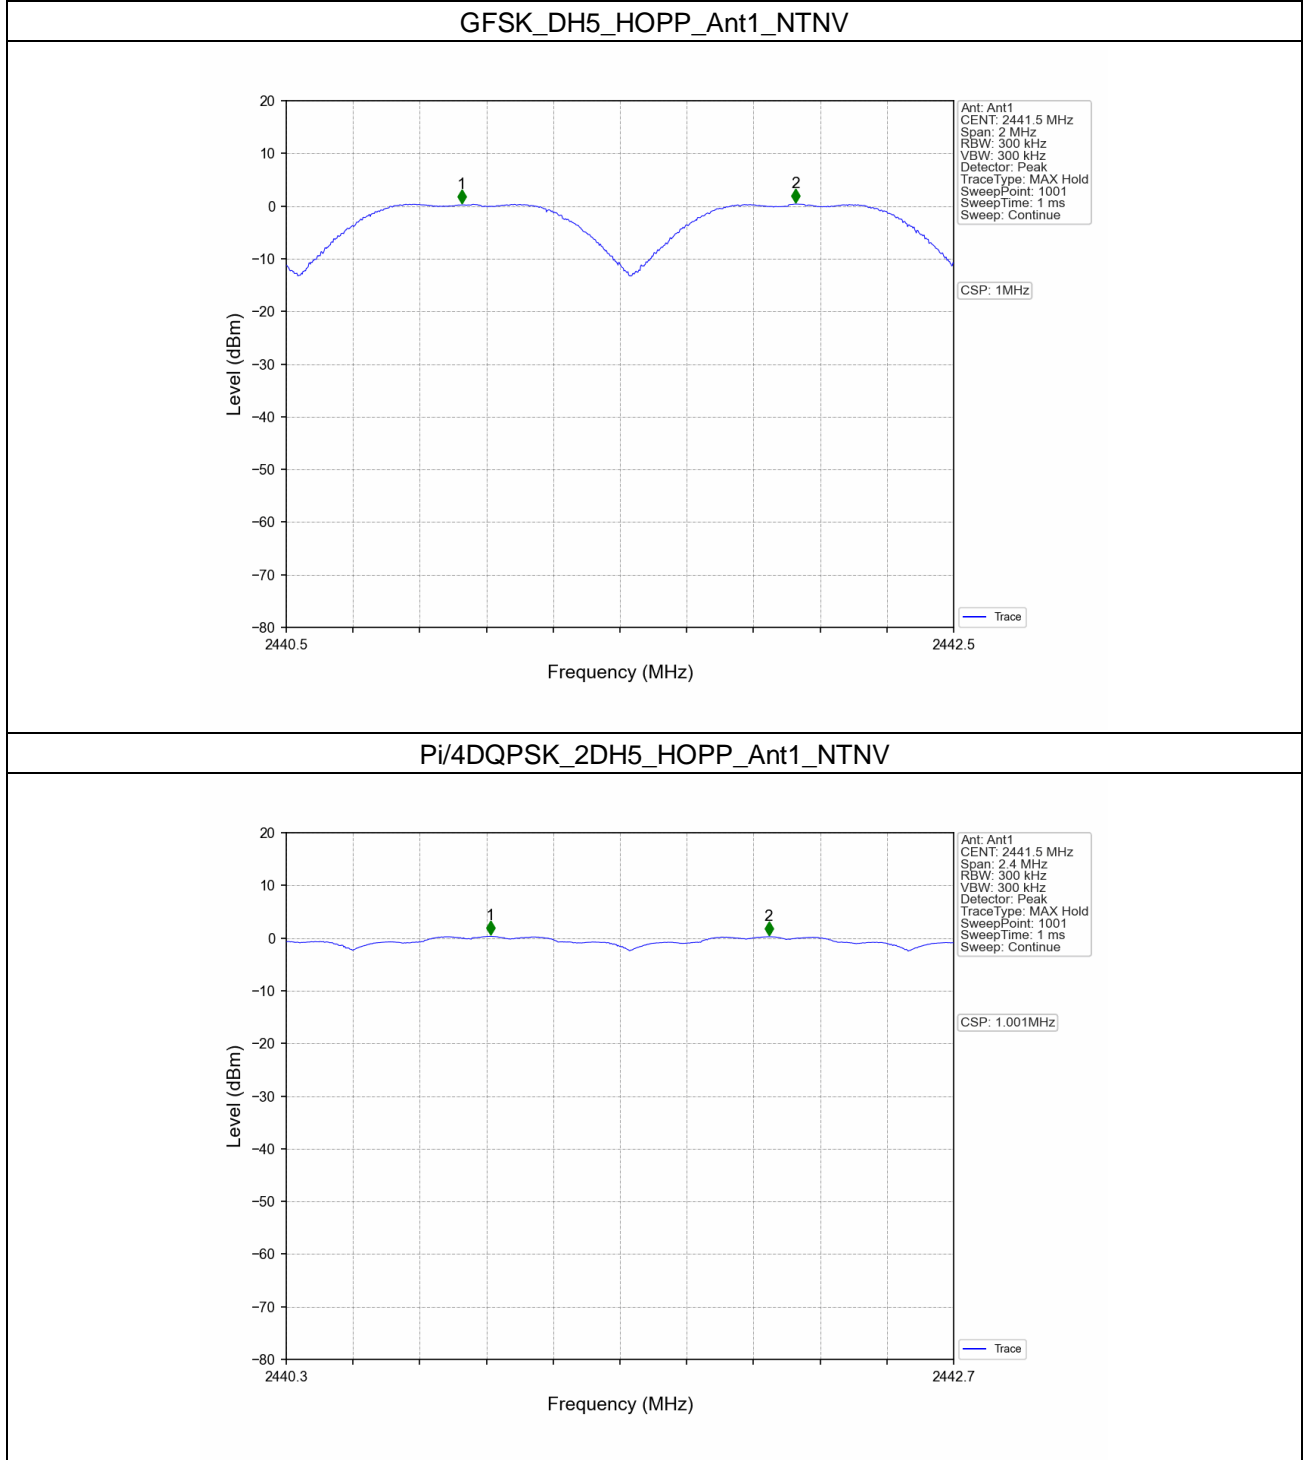 GFSK_DH5_HOPP_Ant1_NTNV
20
10
0
−10
−20
−30
−40
−50
−60
−70
−80
Level (dBm)
1
2
2440.5
2442.5
Frequency (MHz)
Ant: Ant1
CENT: 2441.5 MHz
Span: 2 MHz
RBW: 300 kHz
VBW: 300 kHz
Detector: Peak
TraceType: MAX Hold
SweepPoint: 1001
SweepTime: 1 ms
Sweep: Continue
CSP: 1MHz
Trace
Pi/4DQPSK_2DH5_HOPP_Ant1_NTNV
20
10
0
−10
−20
−30
−40
−50
−60
−70
−80
Level (dBm)
1
2
2440.3
2442.7
Frequency (MHz)
Ant: Ant1
CENT: 2441.5 MHz
Span: 2.4 MHz
RBW: 300 kHz
VBW: 300 kHz
Detector: Peak
TraceType: MAX Hold
SweepPoint: 1001
SweepTime: 1 ms
Sweep: Continue
CSP: 1.001MHz
Trace